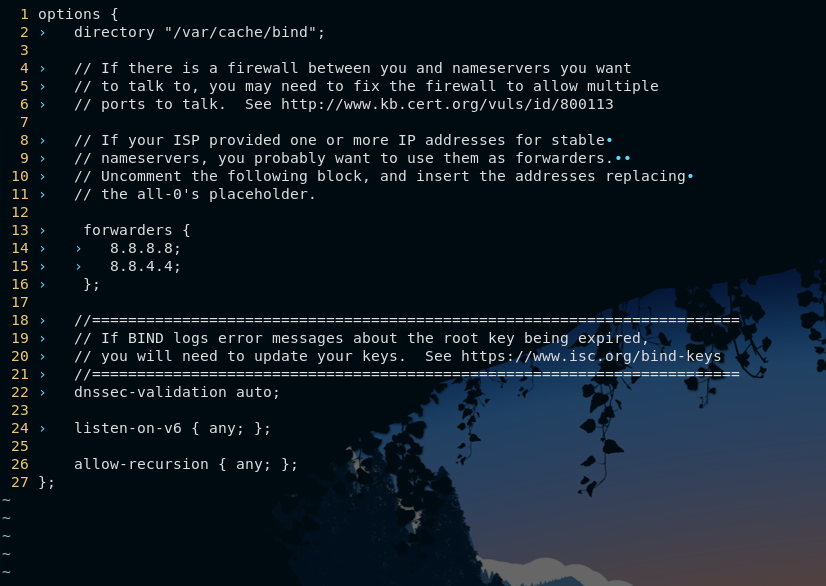 1 options {
2 ›   directory "/var/cache/bind";
3
4 ›   // If there is a firewall between you and nameservers you want
5 ›   // to talk to, you may need to fix the firewall to allow multiple
6 ›   // ports to talk.  See http://www.kb.cert.org/vuls/id/800113
7
8 ›   // If your ISP provided one or more IP addresses for stable•
9 ›   // nameservers, you probably want to use them as forwarders.••
10 ›   // Uncomment the following block, and insert the addresses replacing•
11 ›   // the all-0's placeholder.
12
13 ›    forwarders {
14 ›   ›   8.8.8.8;
15 ›   ›   8.8.4.4;
16 ›    };
17
18 ›   //========================================================================
19 ›   // If BIND logs error messages about the root key being expired,
20 ›   // you will need to update your keys.  See https://www.isc.org/bind-keys
21 ›   //========================================================================
22 ›   dnssec-validation auto;
23
24 ›   listen-on-v6 { any; };
25
26     allow-recursion { any; };
27 };
~
~
~
~
~